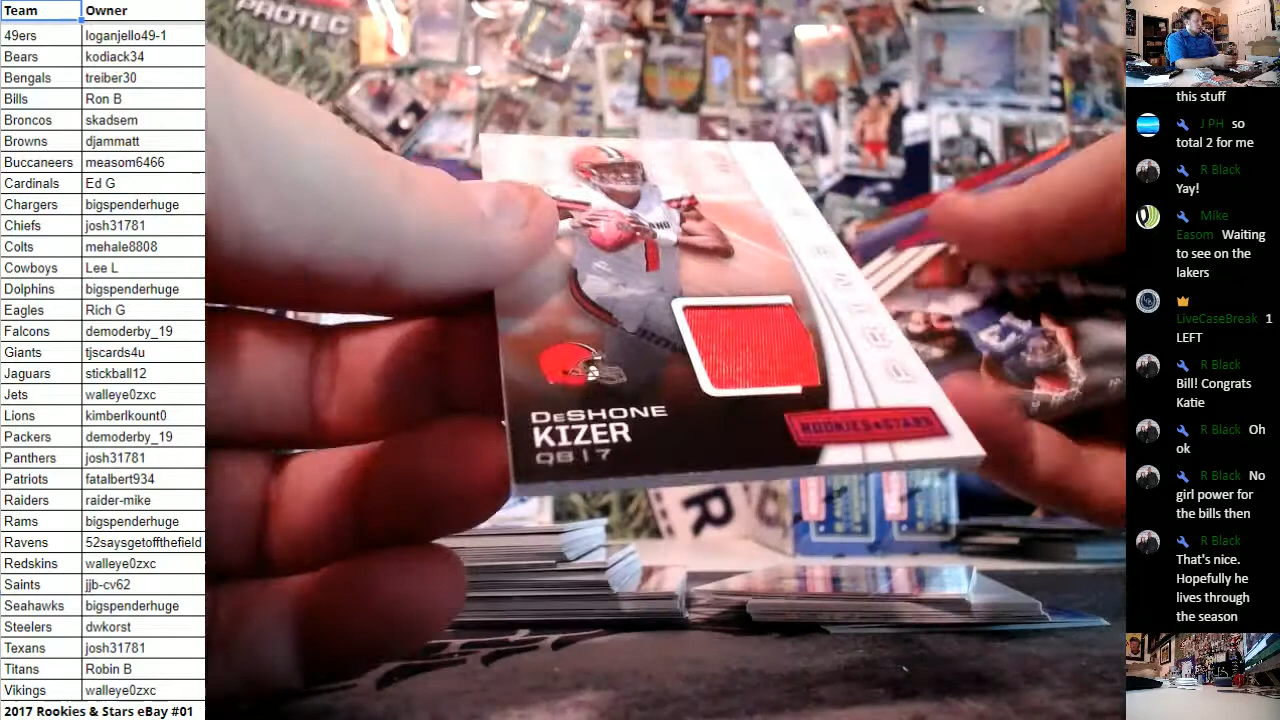 Team Owner
49ers loganjello49-1
Bears kodiack34
Bengals treiber30
Bills Ron B
Broncos skadsem
Browns djammatt
Buccaneers measom6466
Cardinals Ed G
Chargers bigspenderhuge
Chiefs josh31781
Colts mehale8808
Cowboys Lee L
Dolphins bigspenderhuge
Eagles Rich G
Falcons demoderby_19
Giants tjscards4u
Jaguars stickball12
Jets walleye0zxc
Lions kimberlkount0
Packers demoderby_19
Panthers josh31781
Patriots fatalbert934
Raiders raider-mike
Rams bigspenderhuge
Ravens 52saysgetoffthefield
Redskins walleye0zxc
Saints jjb-cv62
Seahawks bigspenderhuge
Steelers dwkorst
Texans josh31781
Titans Robin B
Vikings walleye0zxc
2017 Rookies & Stars eBay #01
PROTEC
1
DESHONE
KIZER
QB | 7
ROOKIES & STARS
R
this stuff
J PH so
total 2 for me
R Black
Yay!
Mike
Easom Waiting
to see on the
lakers
LiveCaseBreak 1
LEFT
R Black
Bill! Congrats
Katie
R Black Oh
ok
R Black No
girl power for
the bills then
R Black
That's nice.
Hopefully he
lives through
the season